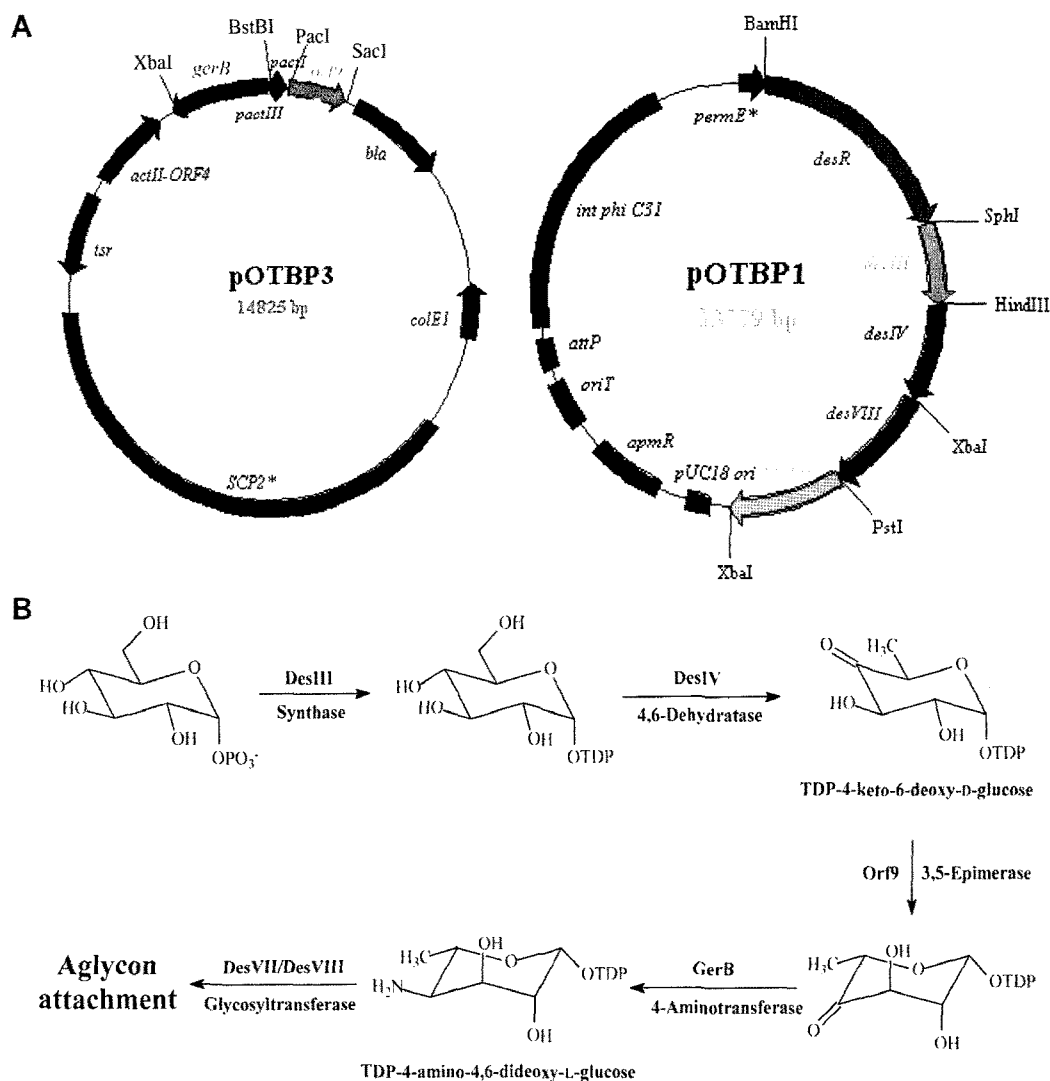 A
BstBI
PacI
XbaI
gerB
SacI
pactIII
bla
actII-ORF4
tsr
pOTBP3
14825 bp
colE1
SCP2*
BamHI
permE*
desR
int phi C31
SphI
pOTBP1
HindIII
desIV
attP
oriT
desVIII
apmR
XbaI
pUC18 ori
PstI
XbaI
B
OH
HO
HO
OH
OPO3-
DesIII
Synthase
OH
HO
HO
OH
OTDP
DesIV
4,6-Dehydratase
O
H3C
O
HO
OH
OTDP
TDP-4-keto-6-deoxy-D-glucose
Orf9
3,5-Epimerase
H3C
OH
O
OTDP
O
OH
GerB
4-Aminotransferase
H3C
OH
O
OTDP
H2N
OH
TDP-4-amino-4,6-dideoxy-L-glucose
DesVII/DesVIII
Glycosyltransferase
Aglycon
attachment